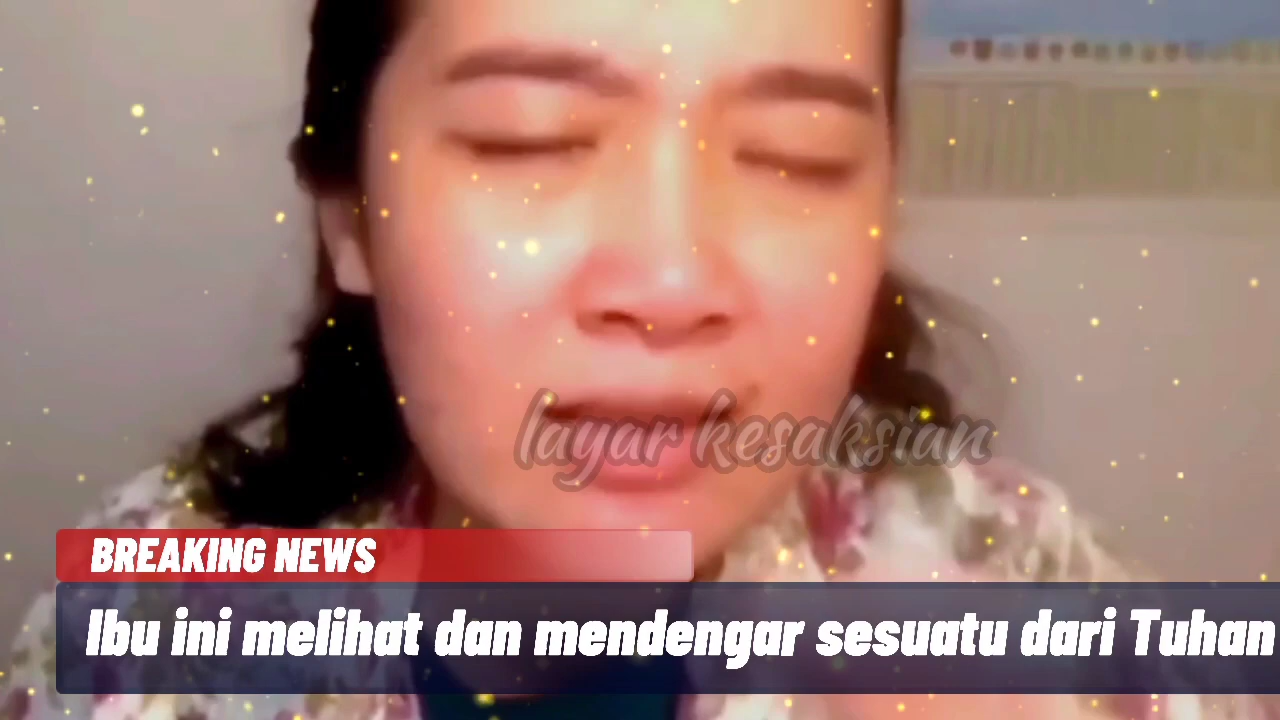 layar kesaksian
BREAKING NEWS
Ibu ini melihat dan mendengar sesuatu dari Tuhan